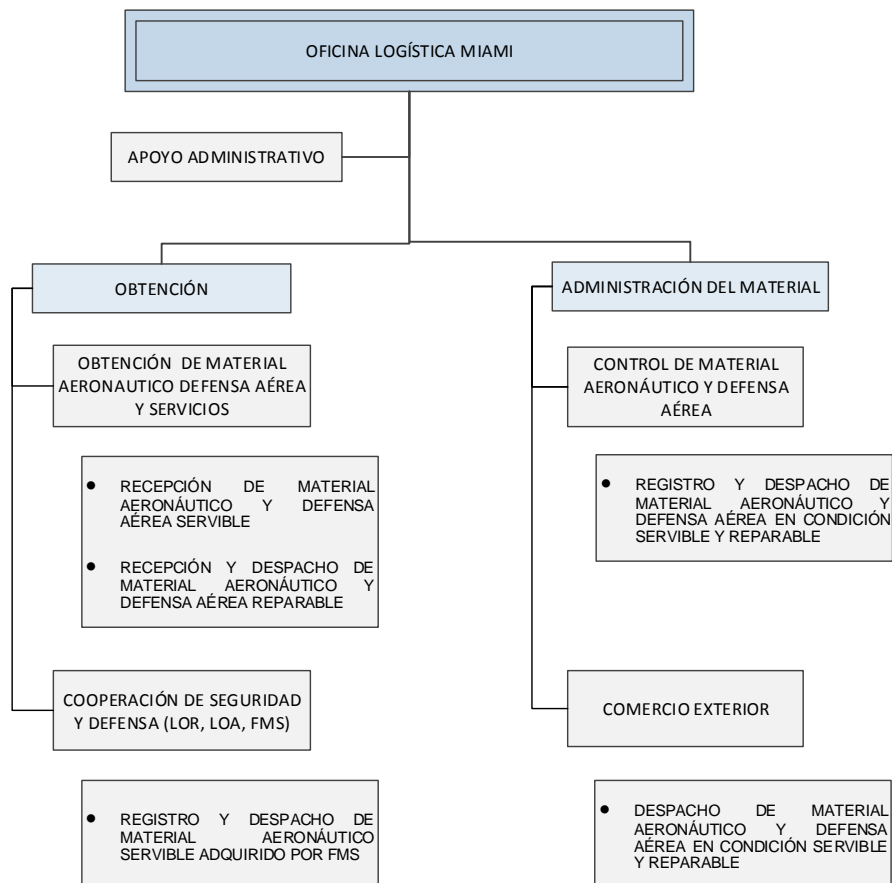 OFICINA LOGÍSTICA MIAMI
APOYO ADMINISTRATIVO
OBTENCIÓN
OBTENCIÓN DE MATERIAL
AERONAUTICO DEFENSA AÉREA
Y SERVICIOS
● RECEPCIÓN DE MATERIAL
AERONÁUTICO Y DEFENSA
AÉREA SERVIBLE
● RECEPCIÓN Y DESPACHO DE
MATERIAL AERONÁUTICO Y
DEFENSA AÉREA REPARABLE
COOPERACIÓN DE SEGURIDAD
Y DEFENSA (LOR, LOA, FMS)
● REGISTRO Y DESPACHO DE
MATERIAL AERONÁUTICO
SERVIBLE ADQUIRIDO POR FMS
ADMINISTRACIÓN DEL MATERIAL
CONTROL DE MATERIAL
AERONÁUTICO Y DEFENSA
AÉREA
● REGISTRO Y DESPACHO DE
MATERIAL AERONÁUTICO Y
DEFENSA AÉREA EN CONDICIÓN
SERVIBLE Y REPARABLE
COMERCIO EXTERIOR
● DESPACHO DE MATERIAL
AERONÁUTICO Y DEFENSA
AÉREA EN CONDICIÓN SERVIBLE
Y REPARABLE